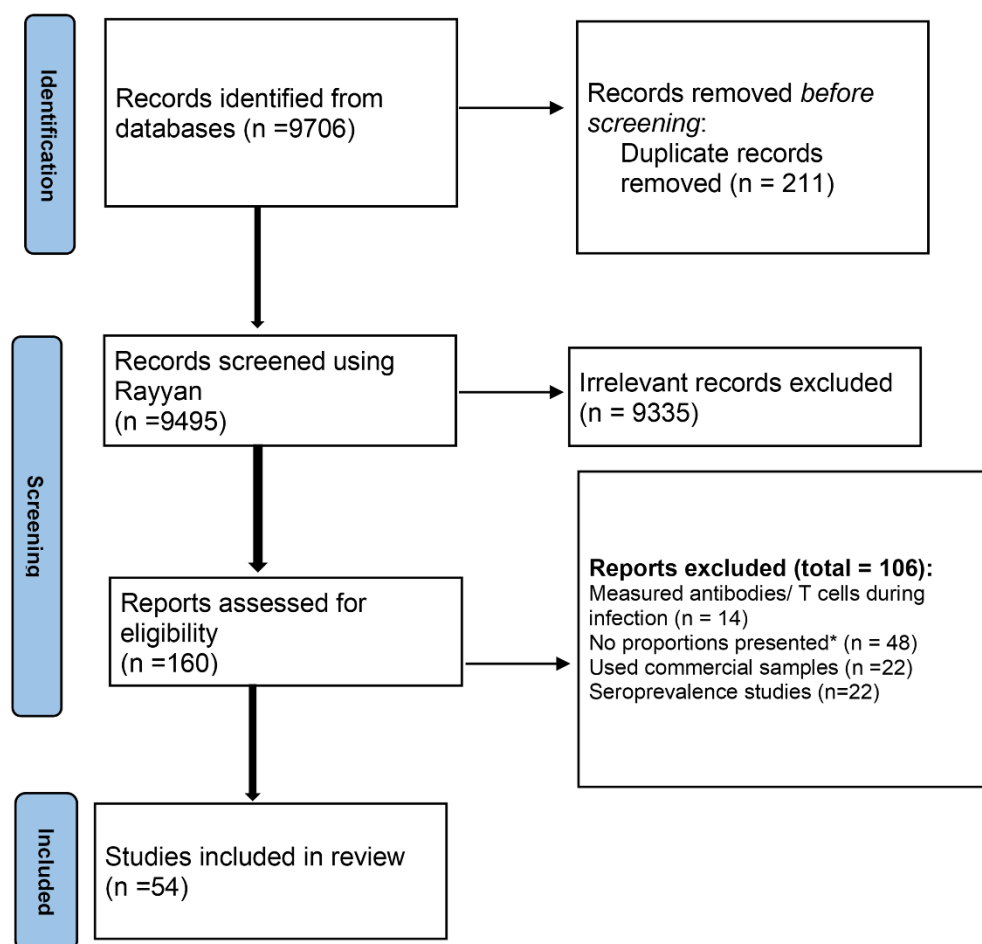 Identification
Records identified from
databases (n =9706)
Records removed before
screening:
Duplicate records
removed (n = 211)
Screening
Records screened using
Rayyan
(n =9495)
Irrelevant records excluded
(n = 9335)
Reports assessed for
eligibility
(n =160)
Reports excluded (total = 106):
Measured antibodies/ T cells during
infection (n = 14)
No proportions presented* (n = 48)
Used commercial samples (n =22)
Seroprevalence studies (n=22)
Included
Studies included in review
(n =54)